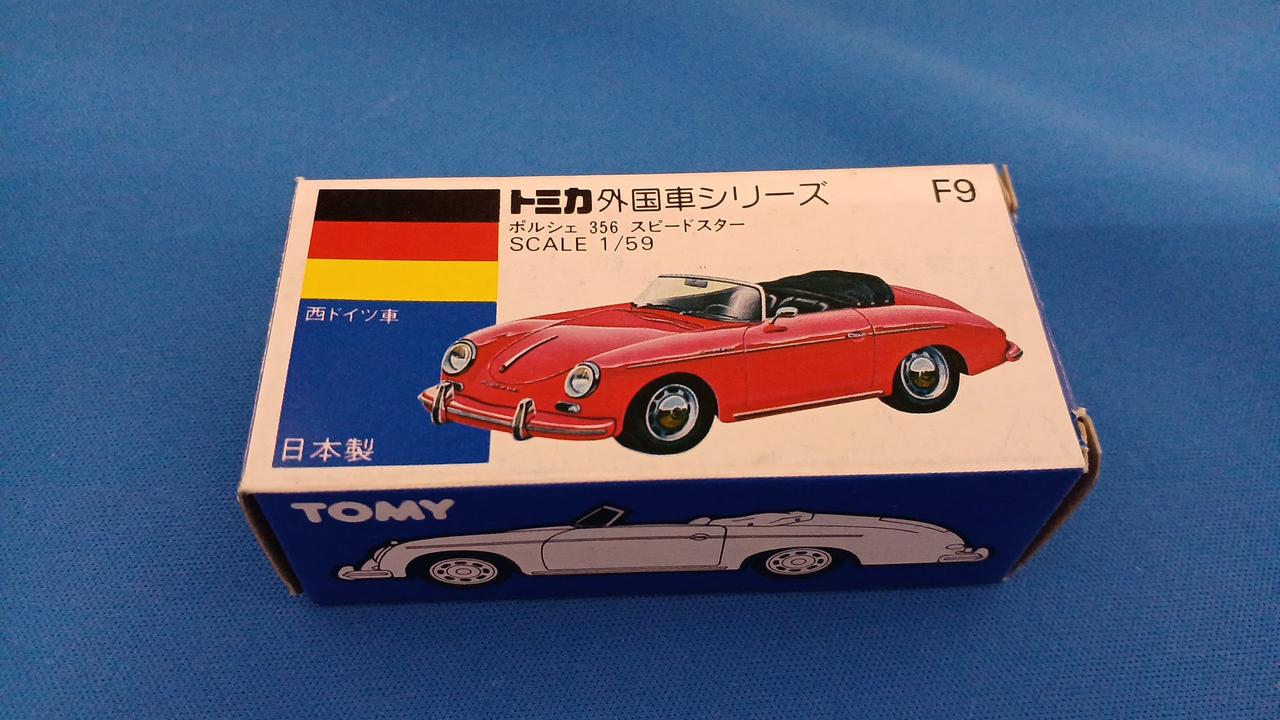 トミカ外国車シリーズ F9
ポルシェ 356 スピードスター
SCALE 1/59
西ドイツ車
日本製
TOMY